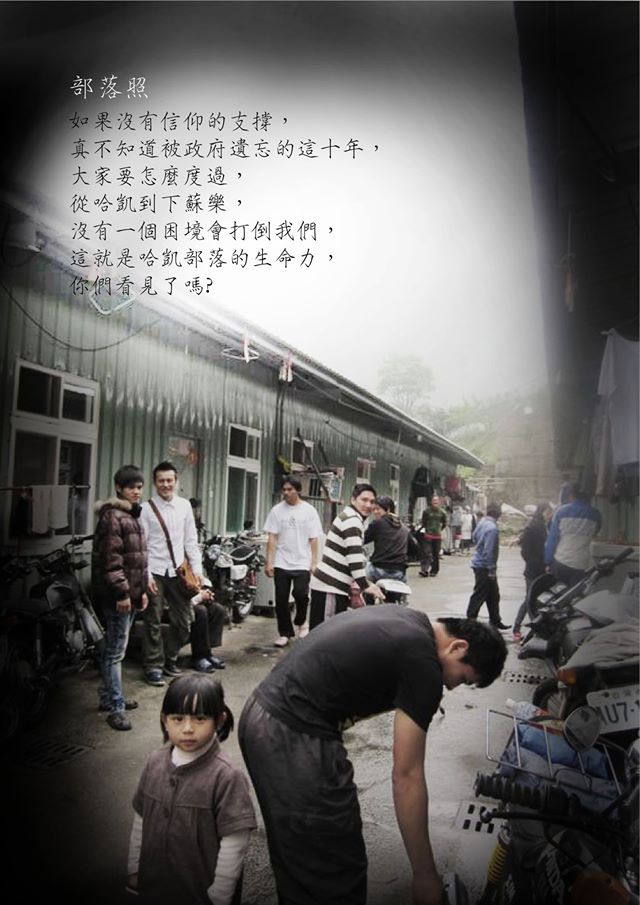 部落照
如果沒有信仰的支撐，
真不知道被政府遺忘的這十年，
大家要怎麼度過，
從哈凱到下蘇樂，
沒有一個困境會打倒我們，
這就是哈凱部落的生命力，
你們看見了嗎?